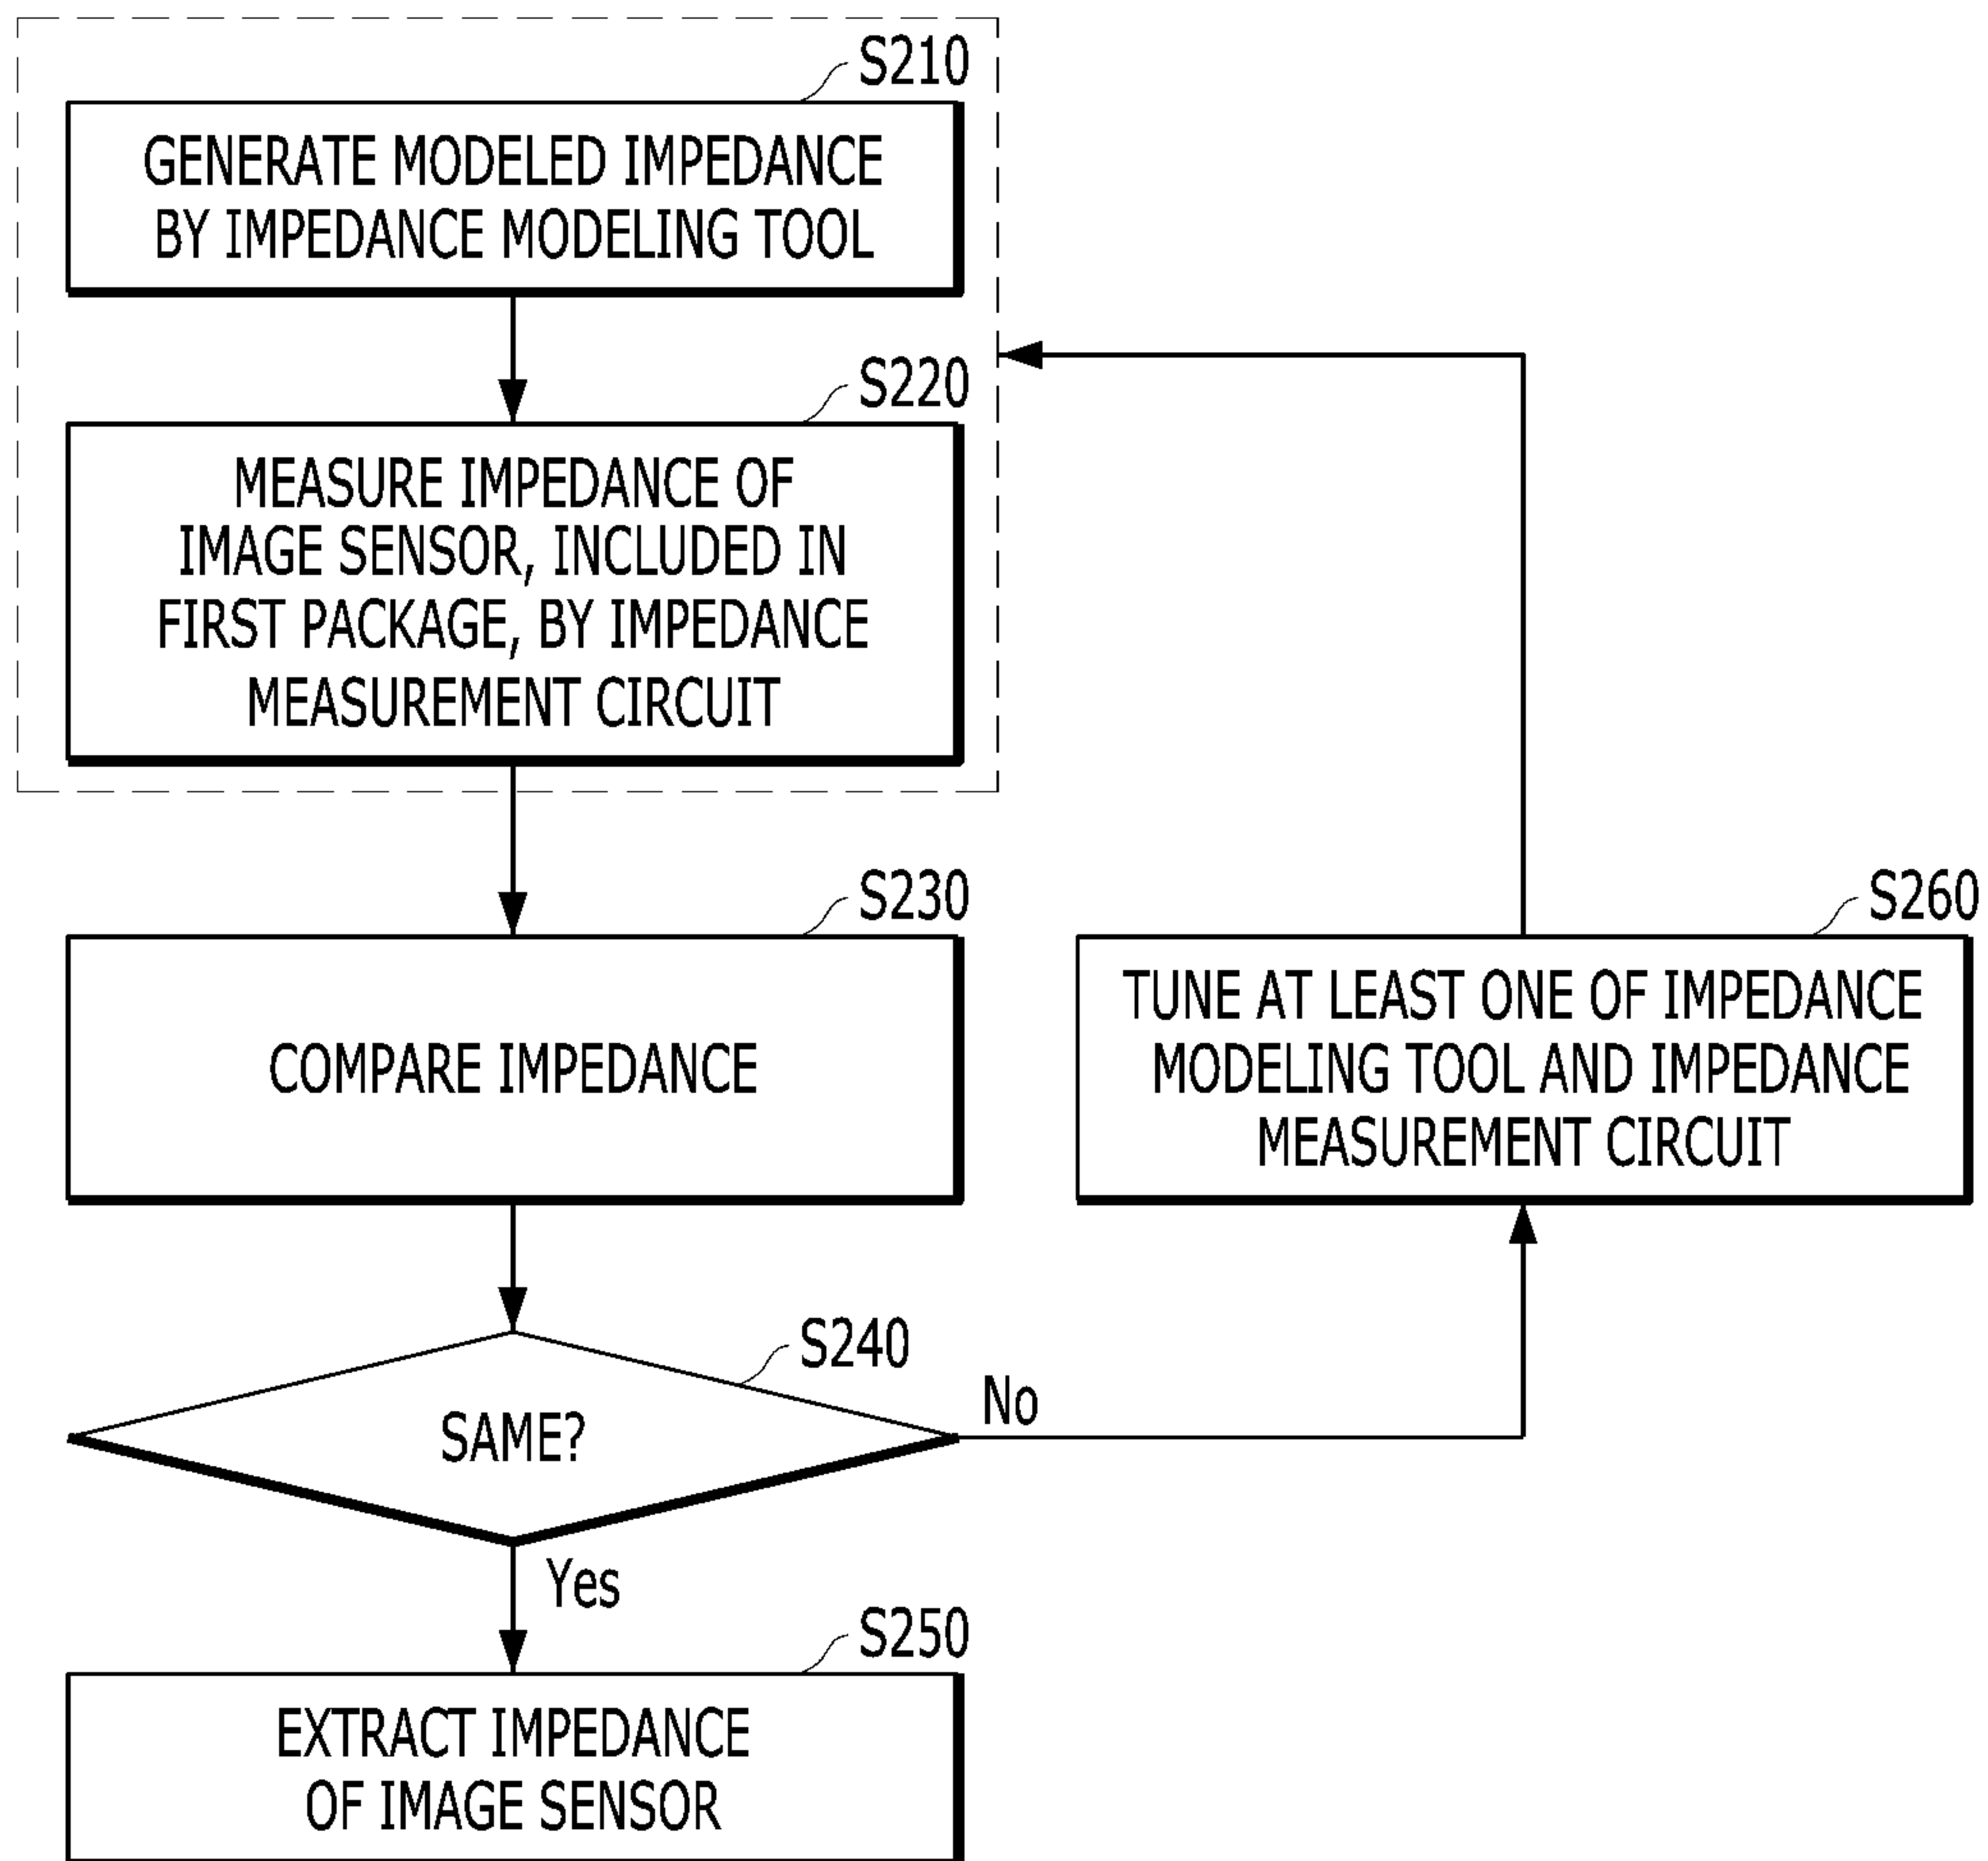 S210
GENERATE MODELED IMPEDANCE
BY IMPEDANCE MODELING TOOL
S220
MEASURE IMPEDANCE OF
IMAGE SENSOR, INCLUDED IN
FIRST PACKAGE, BY IMPEDANCE
MEASUREMENT CIRCUIT
S230
COMPARE IMPEDANCE
S260
TUNE AT LEAST ONE OF IMPEDANCE
MODELING TOOL AND IMPEDANCE
MEASUREMENT CIRCUIT
S240
SAME?
No
Yes
S250
EXTRACT IMPEDANCE
OF IMAGE SENSOR